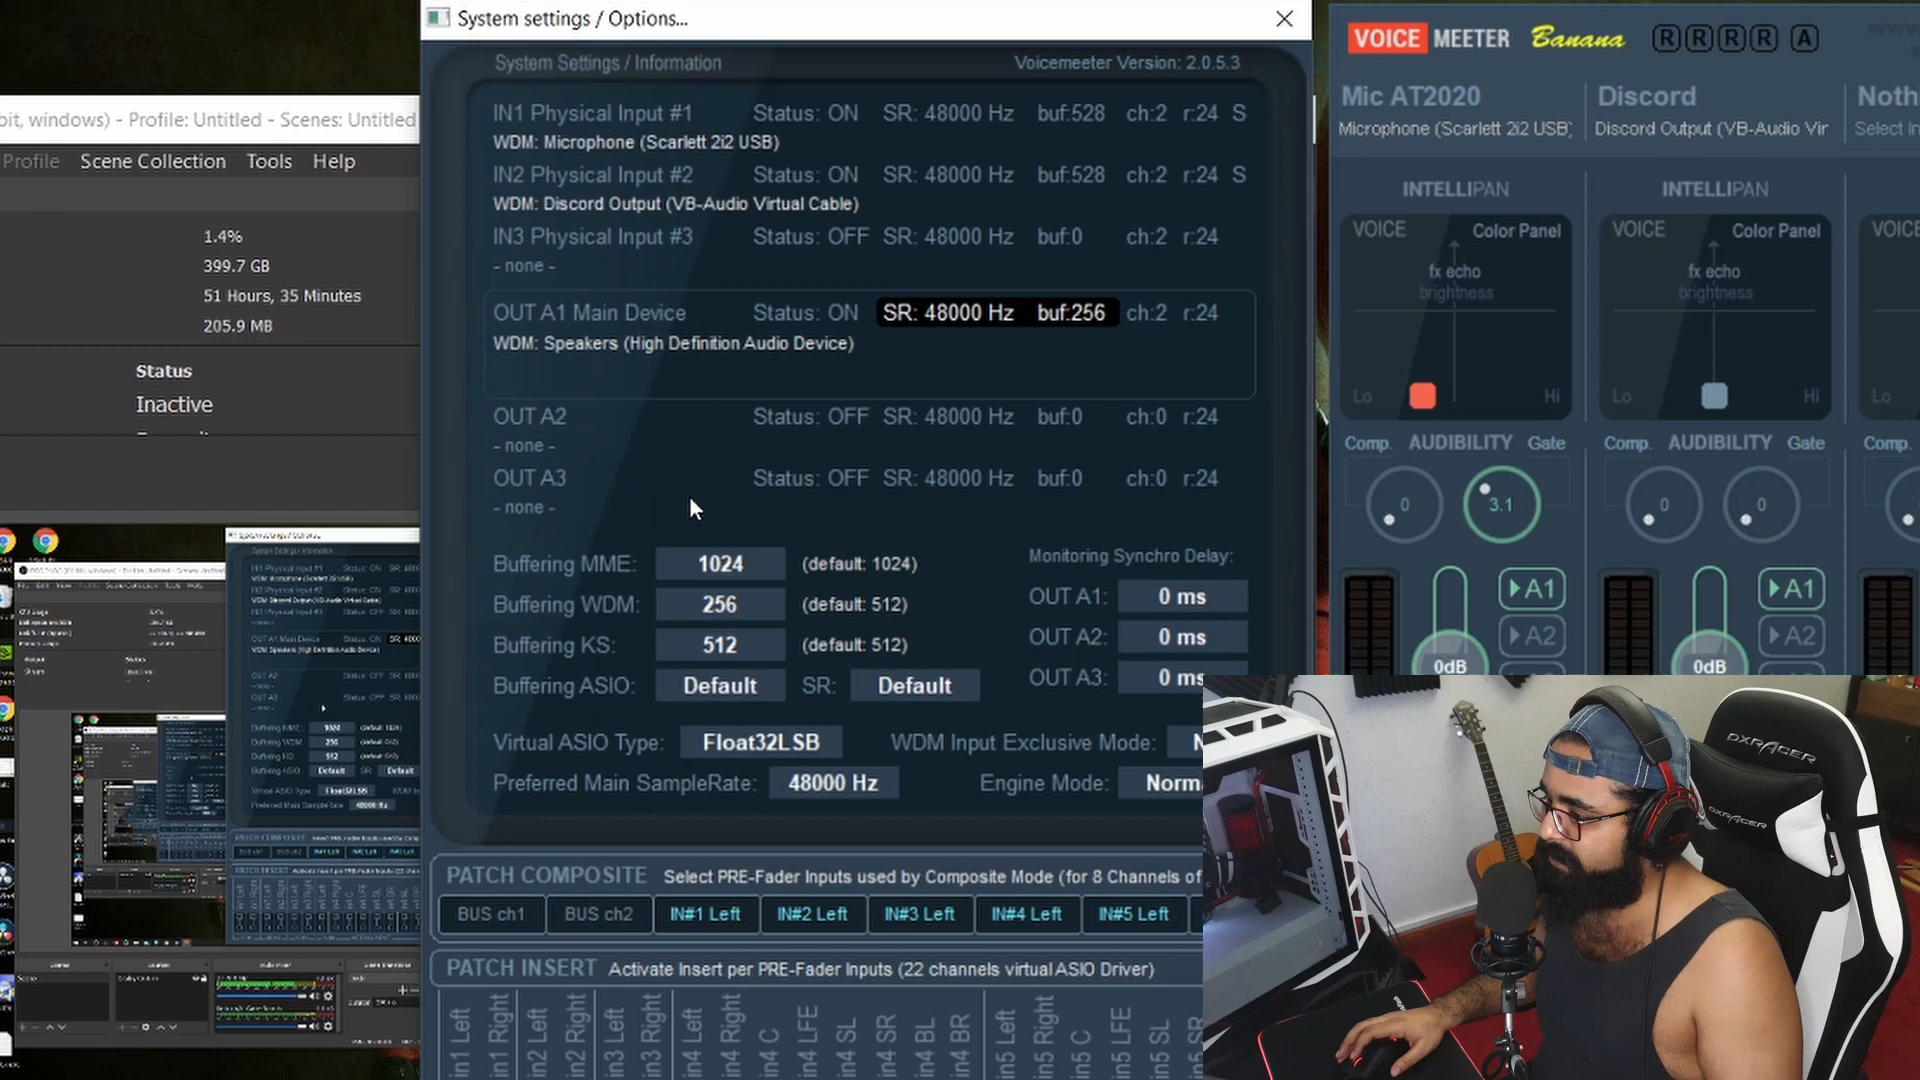 System settings / Options...
System Settings / Information
Voicemeeter Version: 2.0.5.3
IN1 Physical Input #1 Status: ON SR: 48000 Hz buf:528 ch:2 r:24 S
WDM: Microphone (Scarlett 2i2 USB)
IN2 Physical Input #2 Status: ON SR: 48000 Hz buf:528 ch:2 r:24 S
WDM: Discord Output (VB-Audio Virtual Cable)
IN3 Physical Input #3 Status: OFF SR: 48000 Hz buf:0 ch:2 r:24
- none -
OUT A1 Main Device Status: ON SR: 48000 Hz buf:256 ch:2 r:24
WDM: Speakers (High Definition Audio Device)
OUT A2 Status: OFF SR: 48000 Hz buf:0 ch:2 r:24
- none -
OUT A3 Status: OFF SR: 48000 Hz buf:0 ch:0 r:24
- none -
Buffering MME: 1024 (default: 1024)
Buffering WDM: 256 (default: 512)
Buffering KS: 512 (default: 512)
Buffering ASIO: Default SR: Default
Monitoring Synchro Delay:
OUT A1: 0 ms
OUT A2: 0 ms
OUT A3: 0 ms
Virtual ASIO Type: Float32LSB WDM Input Exclusive Mode:
Preferred Main SampleRate: 48000 Hz Engine Mode: Norm
PATCH COMPOSITE Select PRE-Fader Inputs used by Composite Mode (for 8 Channels of
BUS ch1 BUS ch2 IN#1 Left IN#2 Left IN#3 Left IN#4 Left IN#5 Left
PATCH INSERT Activate Insert per PRE-Fader Inputs (22 channels virtual ASIO Driver)
in1 Left
in1 Right
in2 Left
in2 Right
in3 Left
in3 Right
in4 Left
in4 Right
in4 C
in4 LFE
in4 SL
in4 SR
in4 BL
in4 BR
in5 Left
in5 Right
in5 C
in5 LFE
in5 SL
bit, windows) - Profile: Untitled - Scenes: Untitled
Profile Scene Collection Tools Help
1.4%
399.7 GB
51 Hours, 35 Minutes
205.9 MB
Status
Inactive
VOICE MEETER Banana R R R R A
Mic AT2020 Discord Noth
Microphone (Scarlett 2i2 USB) Discord Output (VB-Audio Vir Select In
INTELLIPAN INTELLIPAN
VOICE Color Panel VOICE Color Panel VOICE
fx echo fx echo
brightness brightness
Lo Hi Lo Hi Lo
Comp. AUDIBILITY Gate Comp. AUDIBILITY Gate Comp.
0 3.1 0 0
A1 A1
A2 A2
0dB 0dB
DXRACER
DXRACER